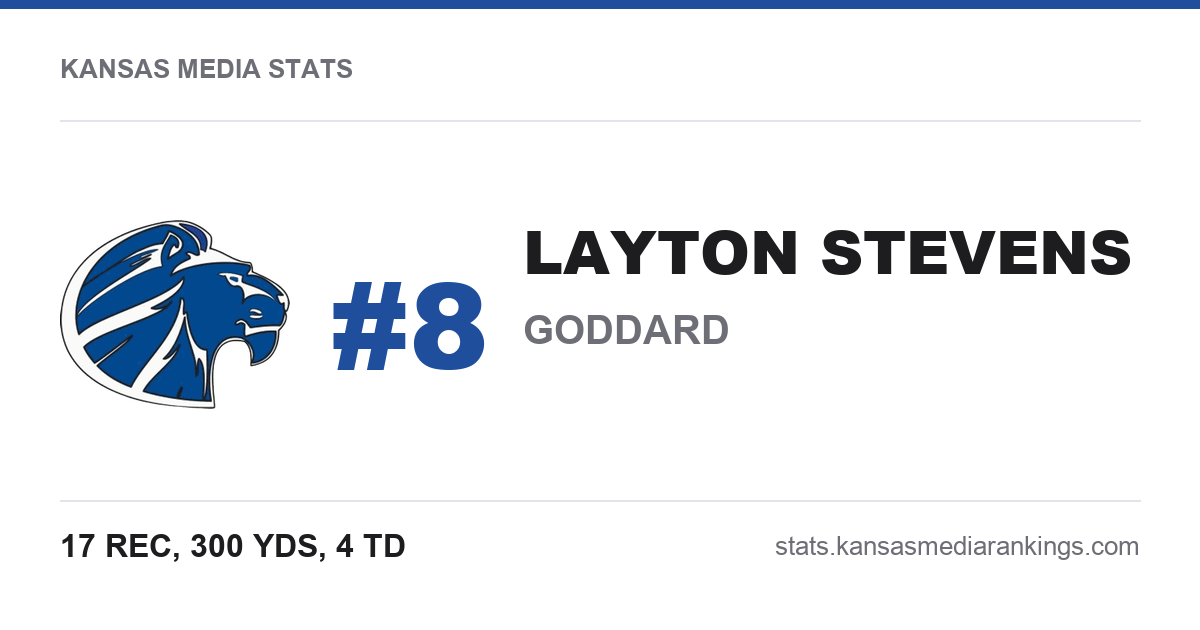 KANSAS MEDIA STATS
#8
LAYTON STEVENS
GODDARD
17 REC, 300 YDS, 4 TD
stats.kansasmediarankings.com